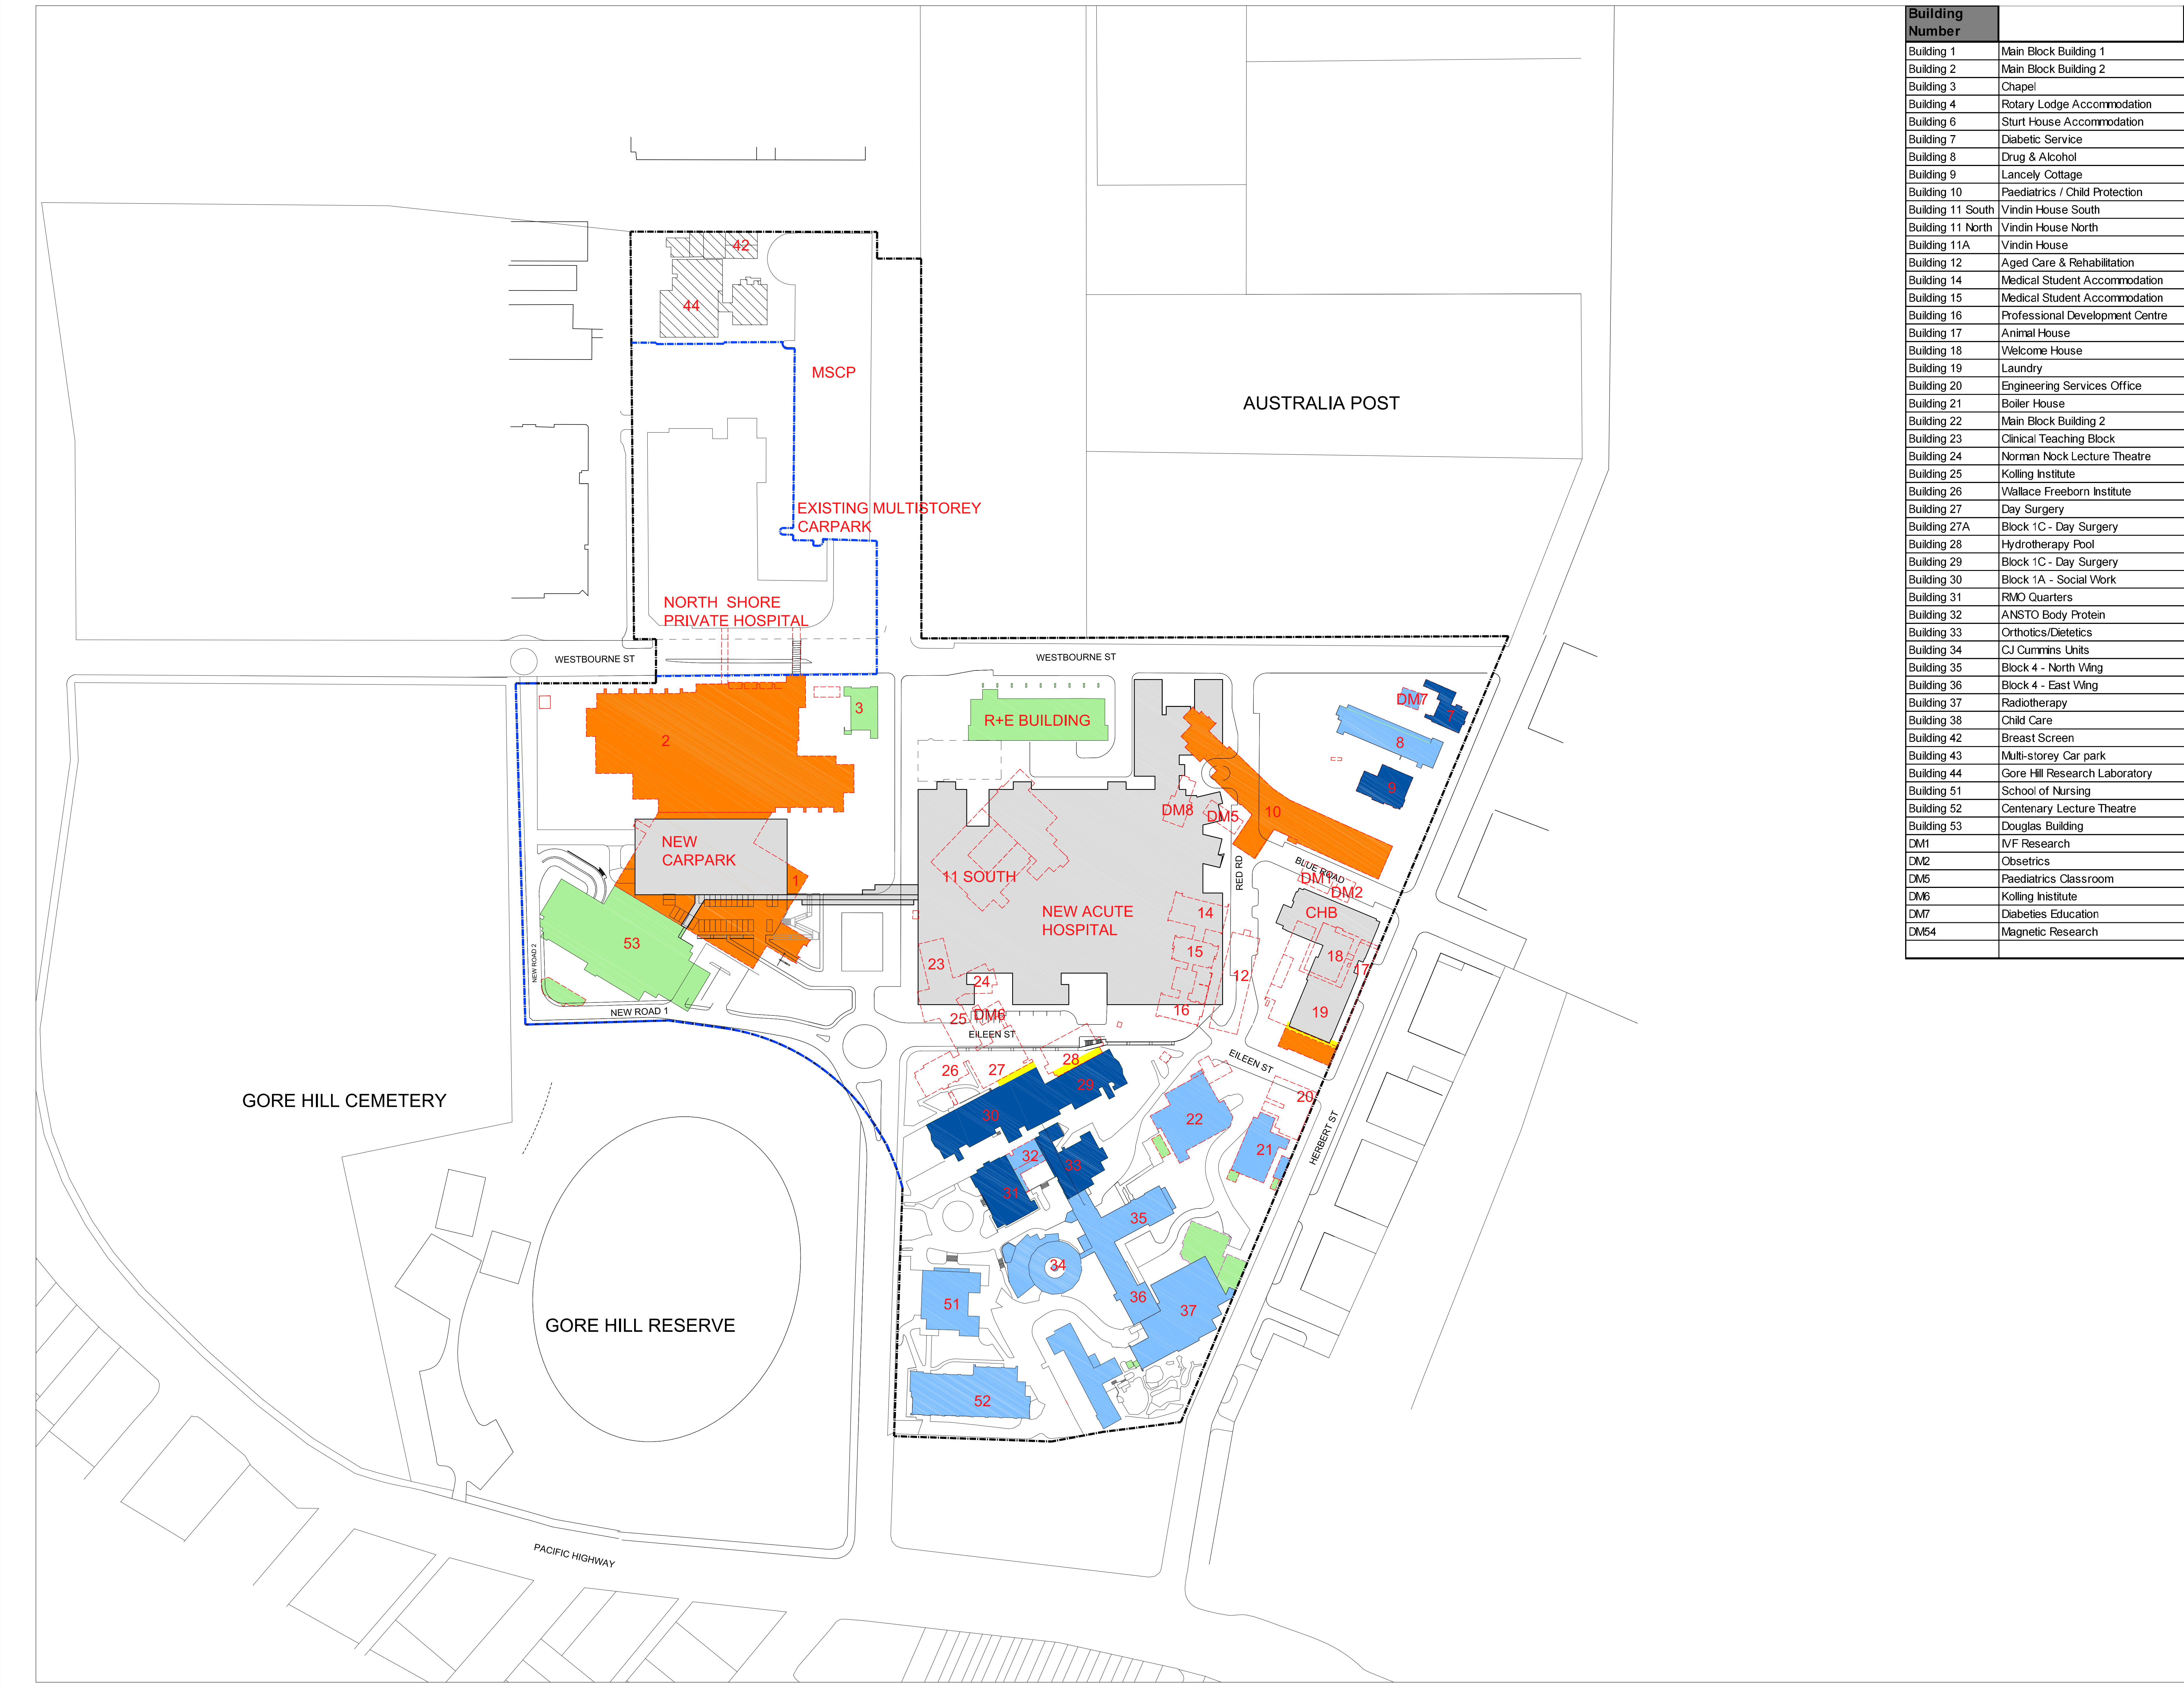 Building
Number
Building 1 Main Block Building 1
Building 2 Main Block Building 2
Building 3 Chapel
Building 4 Rotary Lodge Accommodation
Building 6 Sturt House Accommodation
Building 7 Diabetic Service
Building 8 Drug & Alcohol
Building 9 Lancely Cottage
Building 10 Paediatrics / Child Protection
Building 11 South Vindin House South
Building 11 North Vindin House North
Building 11A Vindin House
Building 12 Aged Care & Rehabilitation
Building 14 Medical Student Accommodation
Building 15 Medical Student Accommodation
Building 16 Professional Development Centre
Building 17 Animal House
Building 18 Welcome House
Building 19 Laundry
Building 20 Engineering Services Office
Building 21 Boiler House
Building 22 Main Block Building 2
Building 23 Clinical Teaching Block
Building 24 Norman Nock Lecture Theatre
Building 25 Kolling Institute
Building 26 Wallace Freeborn Institute
Building 27 Day Surgery
Building 27A Block 1C - Day Surgery
Building 28 Hydrotherapy Pool
Building 29 Block 1C - Day Surgery
Building 30 Block 1A - Social Work
Building 31 RMO Quarters
Building 32 ANSTO Body Protein
Building 33 Orthotics/Dietetics
Building 34 CJ Cummins Units
Building 35 Block 4 - North Wing
Building 36 Block 4 - East Wing
Building 37 Radiotherapy
Building 38 Child Care
Building 42 Breast Screen
Building 43 Multi-storey Car park
Building 44 Gore Hill Research Laboratory
Building 51 School of Nursing
Building 52 Centenary Lecture Theatre
Building 53 Douglas Building
DM1 IVF Research
DM2 Obsetrics
DM5 Paediatrics Classroom
DM6 Kolling Inistitute
DM7 Diabeties Education
DM54 Magnetic Research
42
44
MSCP
AUSTRALIA POST
EXISTING MULTISTOREY
CARPARK
NORTH SHORE
PRIVATE HOSPITAL
WESTBOURNE ST
WESTBOURNE ST
3
R+E BUILDING
DM7
7
2
8
9
DM8
DM5
10
NEW
CARPARK
1
11 SOUTH
RED RD
BLUE ROAD
DM1
DM2
NEW ACUTE
HOSPITAL
14
CHB
53
15
18
17
23
24
12
NEW ROAD 2
16
19
NEW ROAD 1
25
DM6
EILEEN ST
EILEEN ST
26
27
28
29
20
GORE HILL CEMETERY
30
22
21
HERBERT ST
32
33
31
35
34
36
51
37
GORE HILL RESERVE
52
PACIFIC HIGHWAY